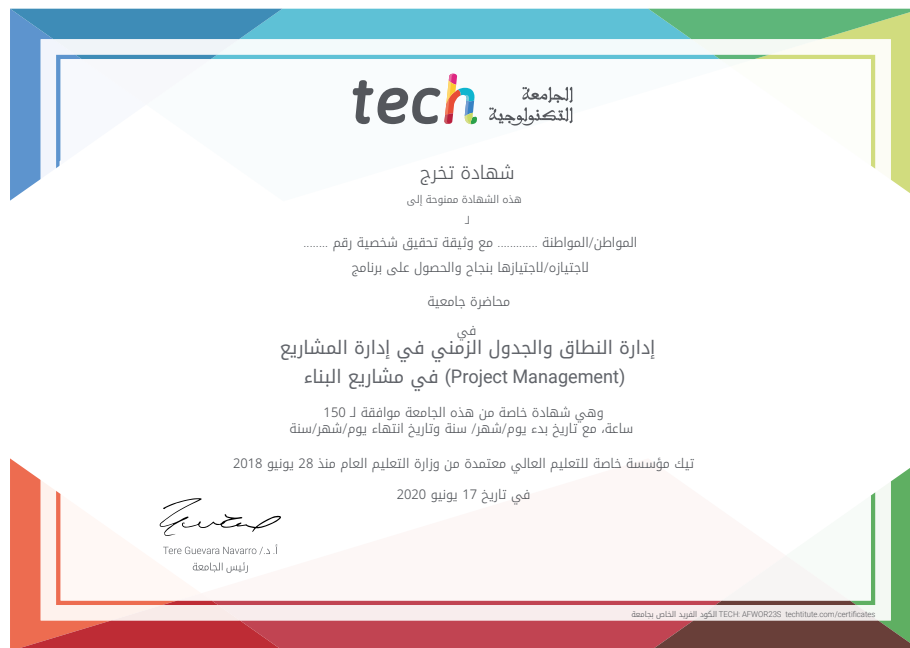 tech
الجامعة
التكنولوجية
شهادة تخرج
هذه الشهادة ممنوحة إلى
لـ
المواطن/المواطنة ............. مع وثيقة تحقيق شخصية رقم ........
لاجتيازه/لاجتيازها بنجاح والحصول على برنامج
محاضرة جامعية
في
إدارة النطاق والجدول الزمني في إدارة المشاريع
(Project Management) في مشاريع البناء
وهي شهادة خاصة من هذه الجامعة موافقة لـ 150
ساعة، مع تاريخ بدء يوم/شهر/ سنة وتاريخ انتهاء يوم/شهر/سنة
تيك مؤسسة خاصة للتعليم العالي معتمدة من وزارة التعليم العام منذ 28 يونيو 2018
في تاريخ 17 يونيو 2020
أ.د./ Tere Guevara Navarro
رئيس الجامعة
الكود الفريد الخاص بجامعة TECH: AFWOR23S techtitute.com/certificates